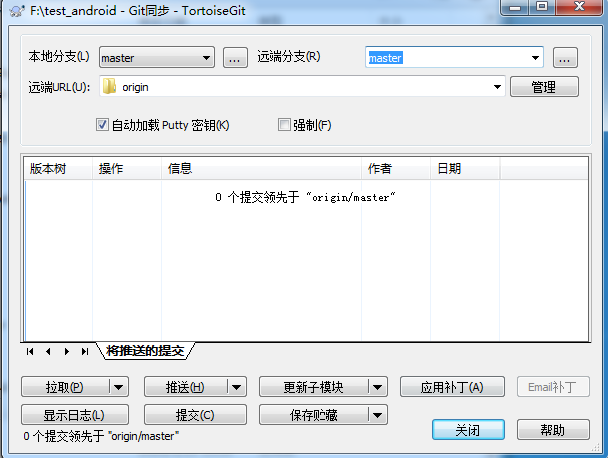 F:\test_android - Git同步 - TortoiseGit
本地分支(L) master ... 远端分支(R) master ...
远端URL(U): origin 管理
自动加载 Putty 密钥(K) 强制(F)
版本树 操作 信息 作者 日期
0 个提交领先于 "origin/master"
将推送的提交
拉取(P) 推送(H) 更新子模块 应用补丁(A) Email补丁
显示日志(L) 提交(C) 保存贮藏
0 个提交领先于 "origin/master"
关闭 帮助